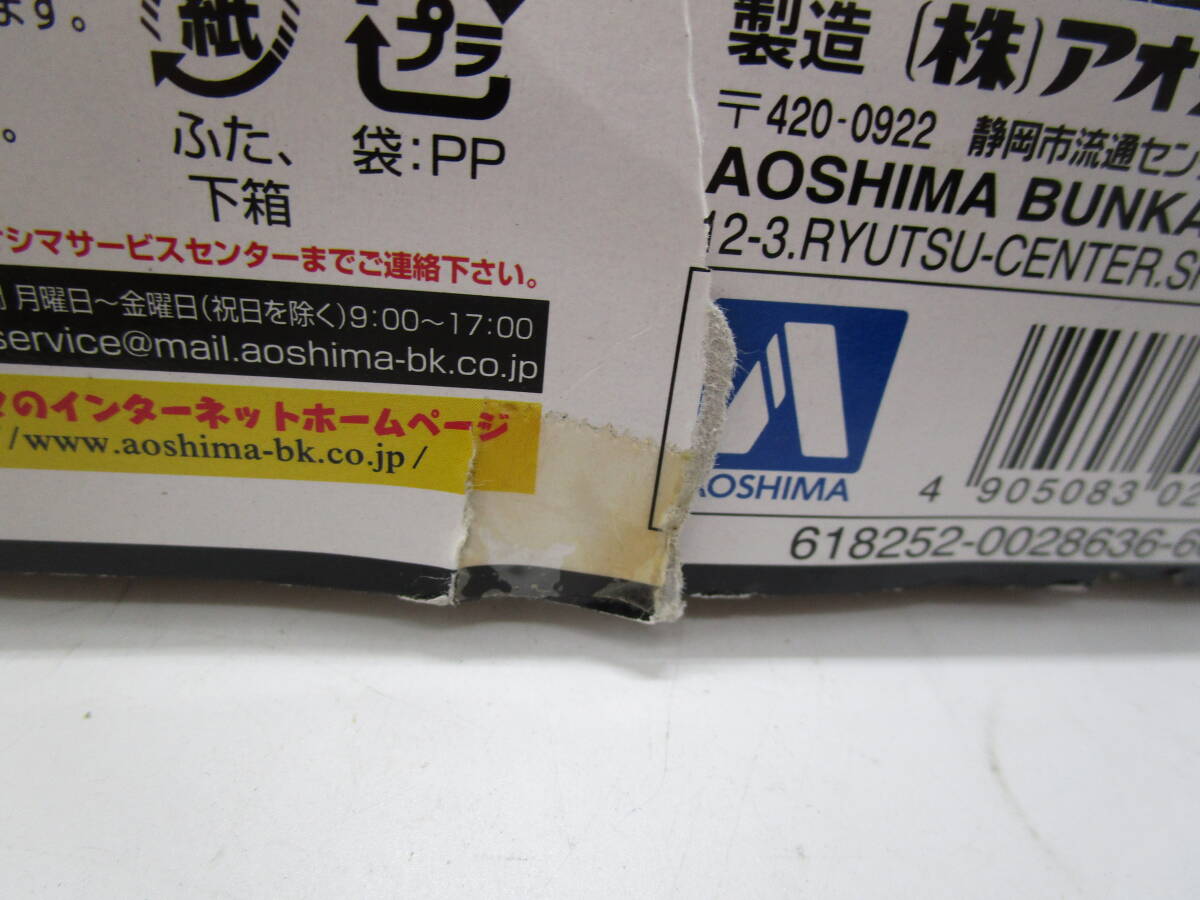 ます。
紙
プラ
ふた、
下箱
袋:PP
シマサービスセンターまでご連絡下さい。
月曜日〜金曜日(祝日を除く)9:00〜17:00
service@mail.aoshima-bk.co.jp
のインターネットホームページ
//www.aoshima-bk.co.jp/
製造 (株)アオ
〒420-0922 静岡市流通セン
AOSHIMA BUNKA
12-3.RYUTSU-CENTER.S
AOSHIMA
4 905083 02
618252-0028636-6